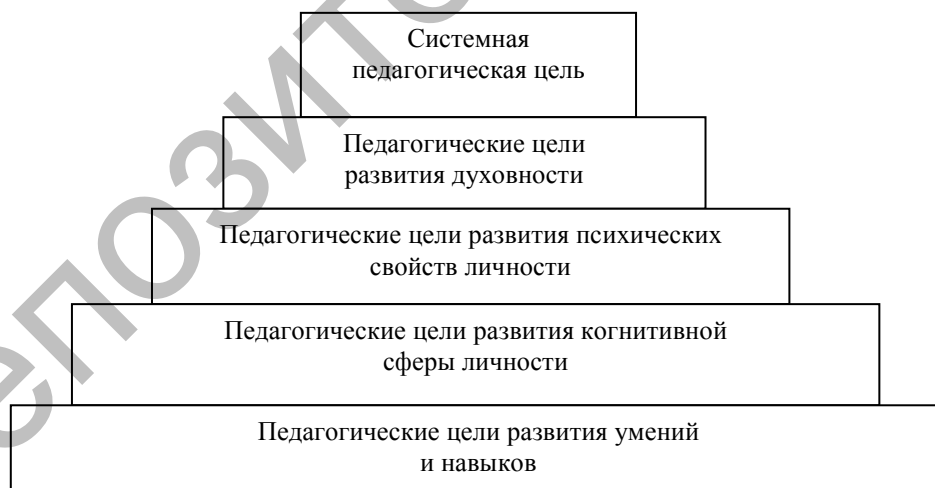 Системная
педагогическая цель
Педагогические цели
развития духовности
Педагогические цели развития психических
свойств личности
Педагогические цели развития когнитивной
сферы личности
Педагогические цели развития умений
и навыков
епозито